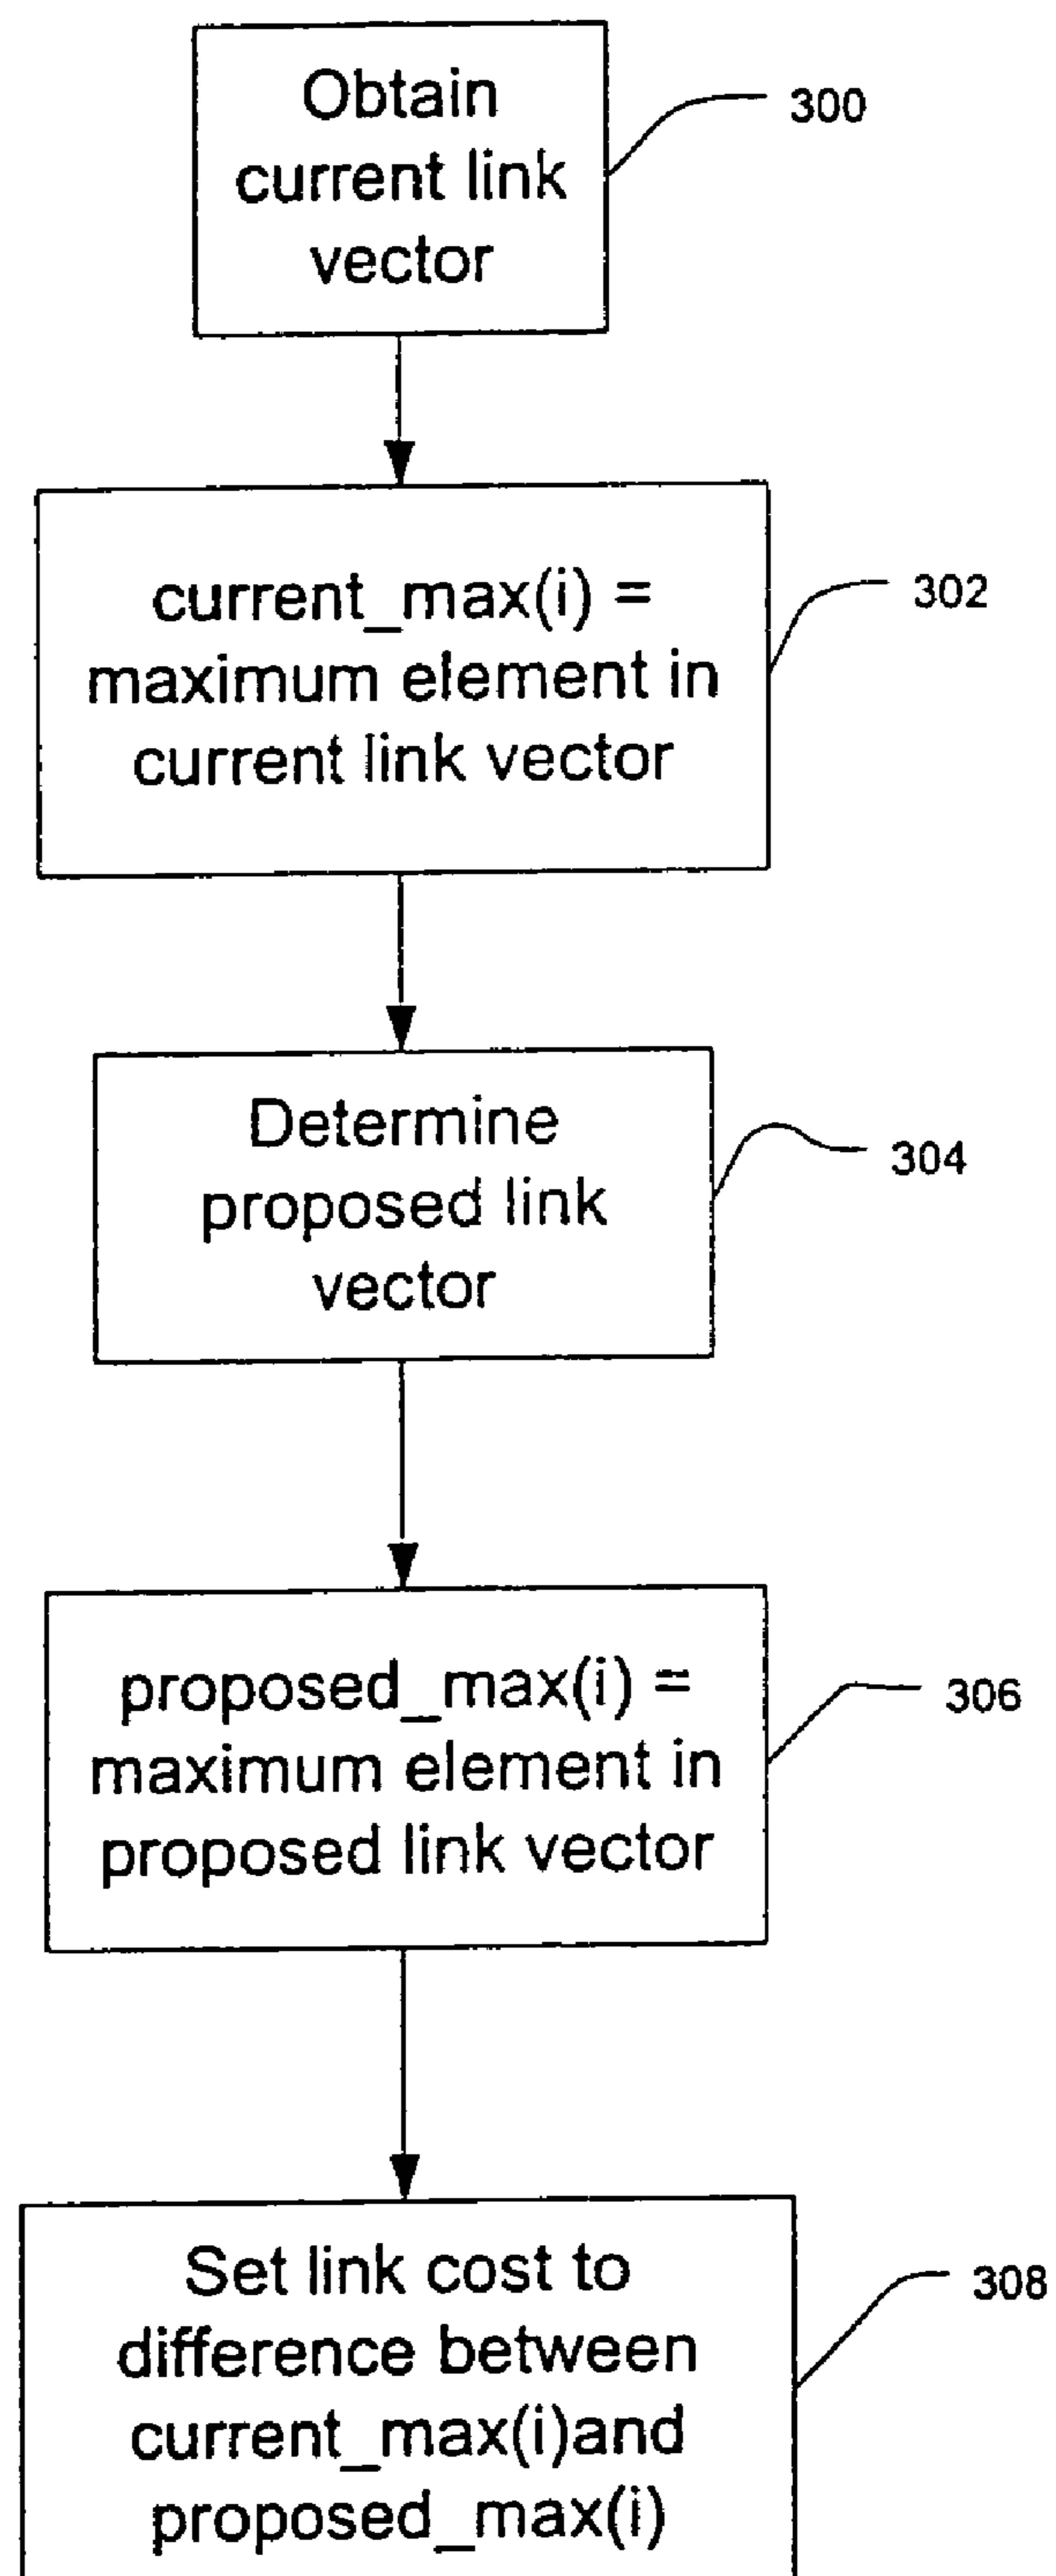 Obtain
current link
vector
300
current_max(i) =
maximum element in
current link vector
302
Determine
proposed link
vector
304
proposed_max(i) =
maximum element in
proposed link vector
306
Set link cost to
difference between
current_max(i)and
proposed_max(i)
308